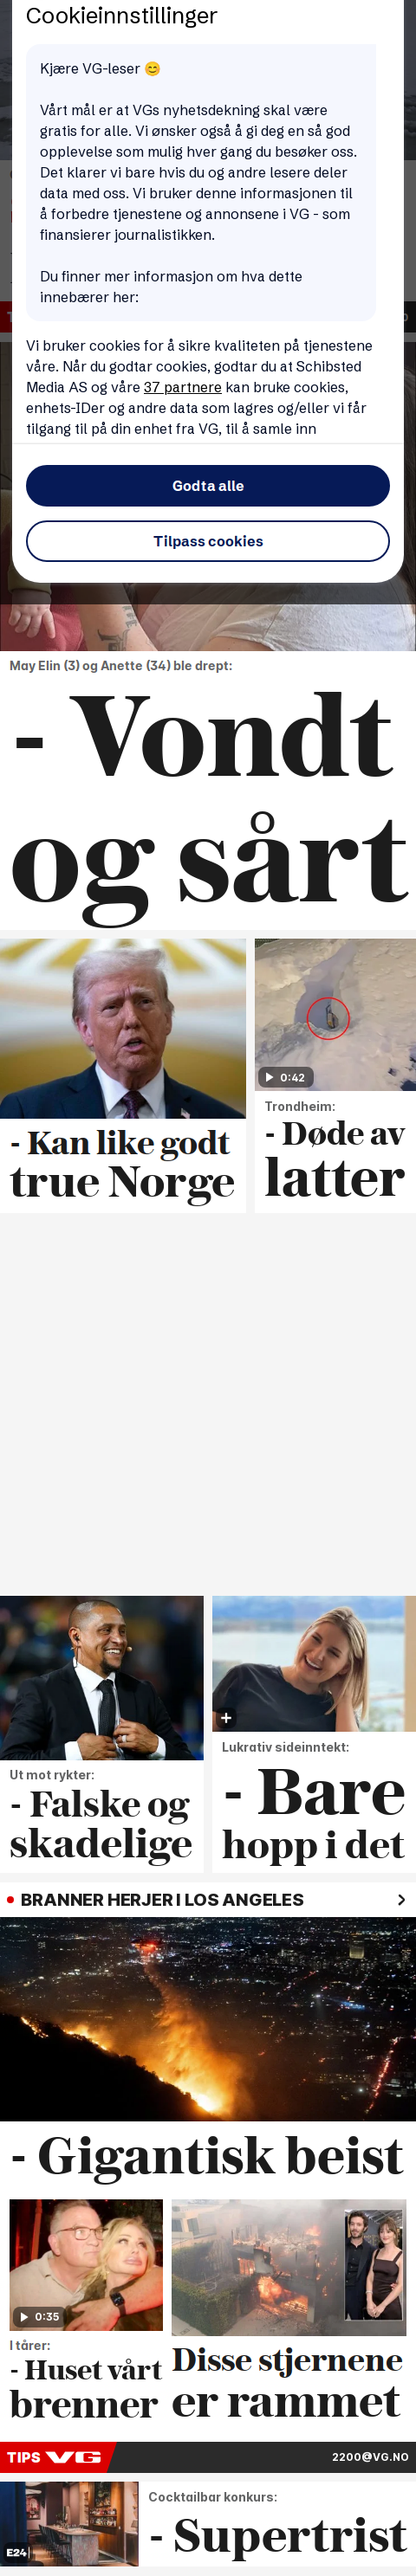 Cookieinnstillinger
Kjære VG-leser 😊
Vårt mål er at VGs nyhetsdekning skal være
gratis for alle. Vi ønsker også å gi deg en så god
opplevelse som mulig hver gang du besøker oss.
Det klarer vi bare hvis du og andre lesere deler
data med oss. Vi bruker denne informasjonen til
å forbedre tjenestene og annonsene i VG - som
finansierer journalistikken.
Du finner mer informasjon om hva dette
innebærer her:
Vi bruker cookies for å sikre kvaliteten på tjenestene
våre. Når du godtar cookies, godtar du at Schibsted
Media AS og våre 37 partnere kan bruke cookies,
enhets-IDer og andre data som lagres og/eller vi får
tilgang til på din enhet fra VG, til å samle inn
Godta alle
Tilpass cookies
May Elin (3) og Anette (34) ble drept:
- Vondt
og sårt
- Kan like godt
true Norge
0:42
Trondheim:
- Døde av
latter
Ut mot rykter:
- Falske og
skadelige
Lukrativ sideinntekt:
- Bare
hopp i det
BRANNER HERJER I LOS ANGELES
- Gigantisk beist
0:35
I tårer:
- Huset vårt
brenner
Disse stjernene
er rammet
TIPS VG
2200@VG.NO
E24
Cocktailbar konkurs:
- Supertrist